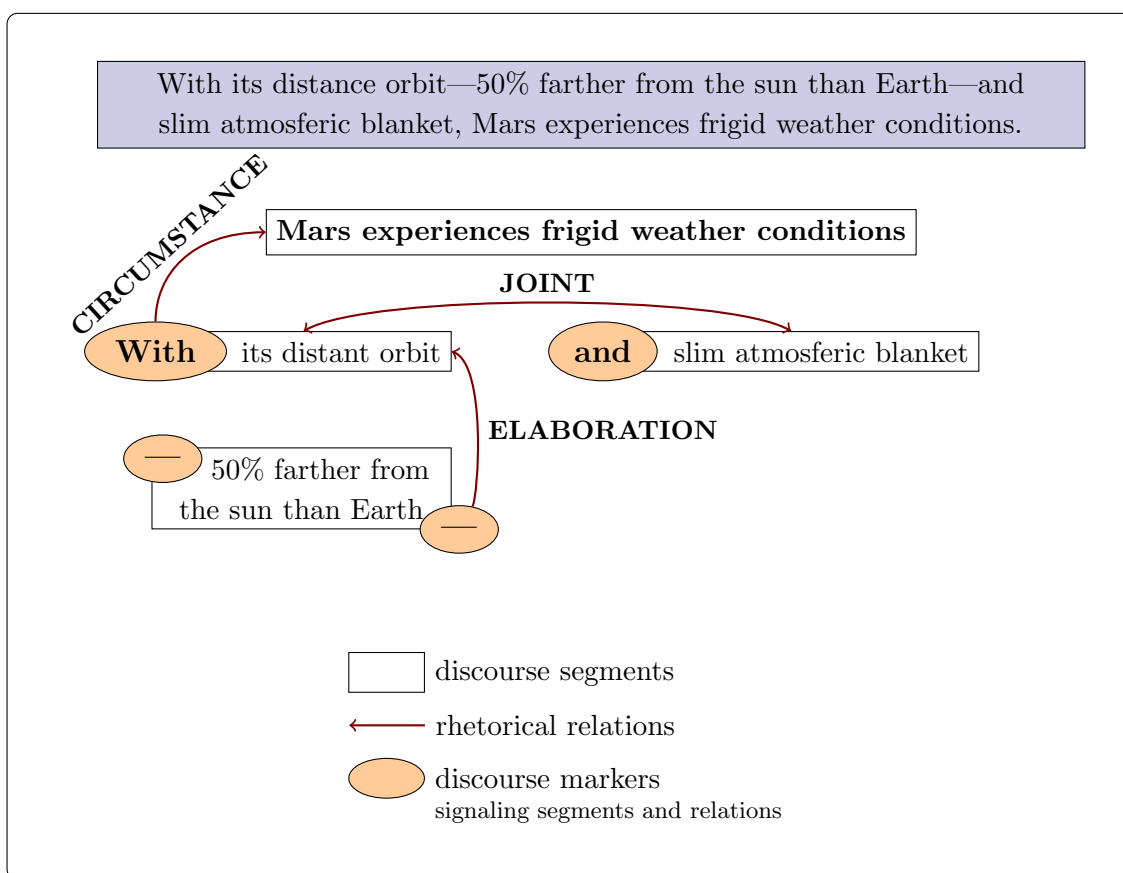 With its distance orbit—50% farther from the sun than Earth—and
slim atmosferic blanket, Mars experiences frigid weather conditions.
CIRCUMSTANCE
Mars experiences frigid weather conditions
JOINT
With its distant orbit
and slim atmosferic blanket
ELABORATION
— 50% farther from
the sun than Earth —
discourse segments
rhetorical relations
discourse markers
signaling segments and relations